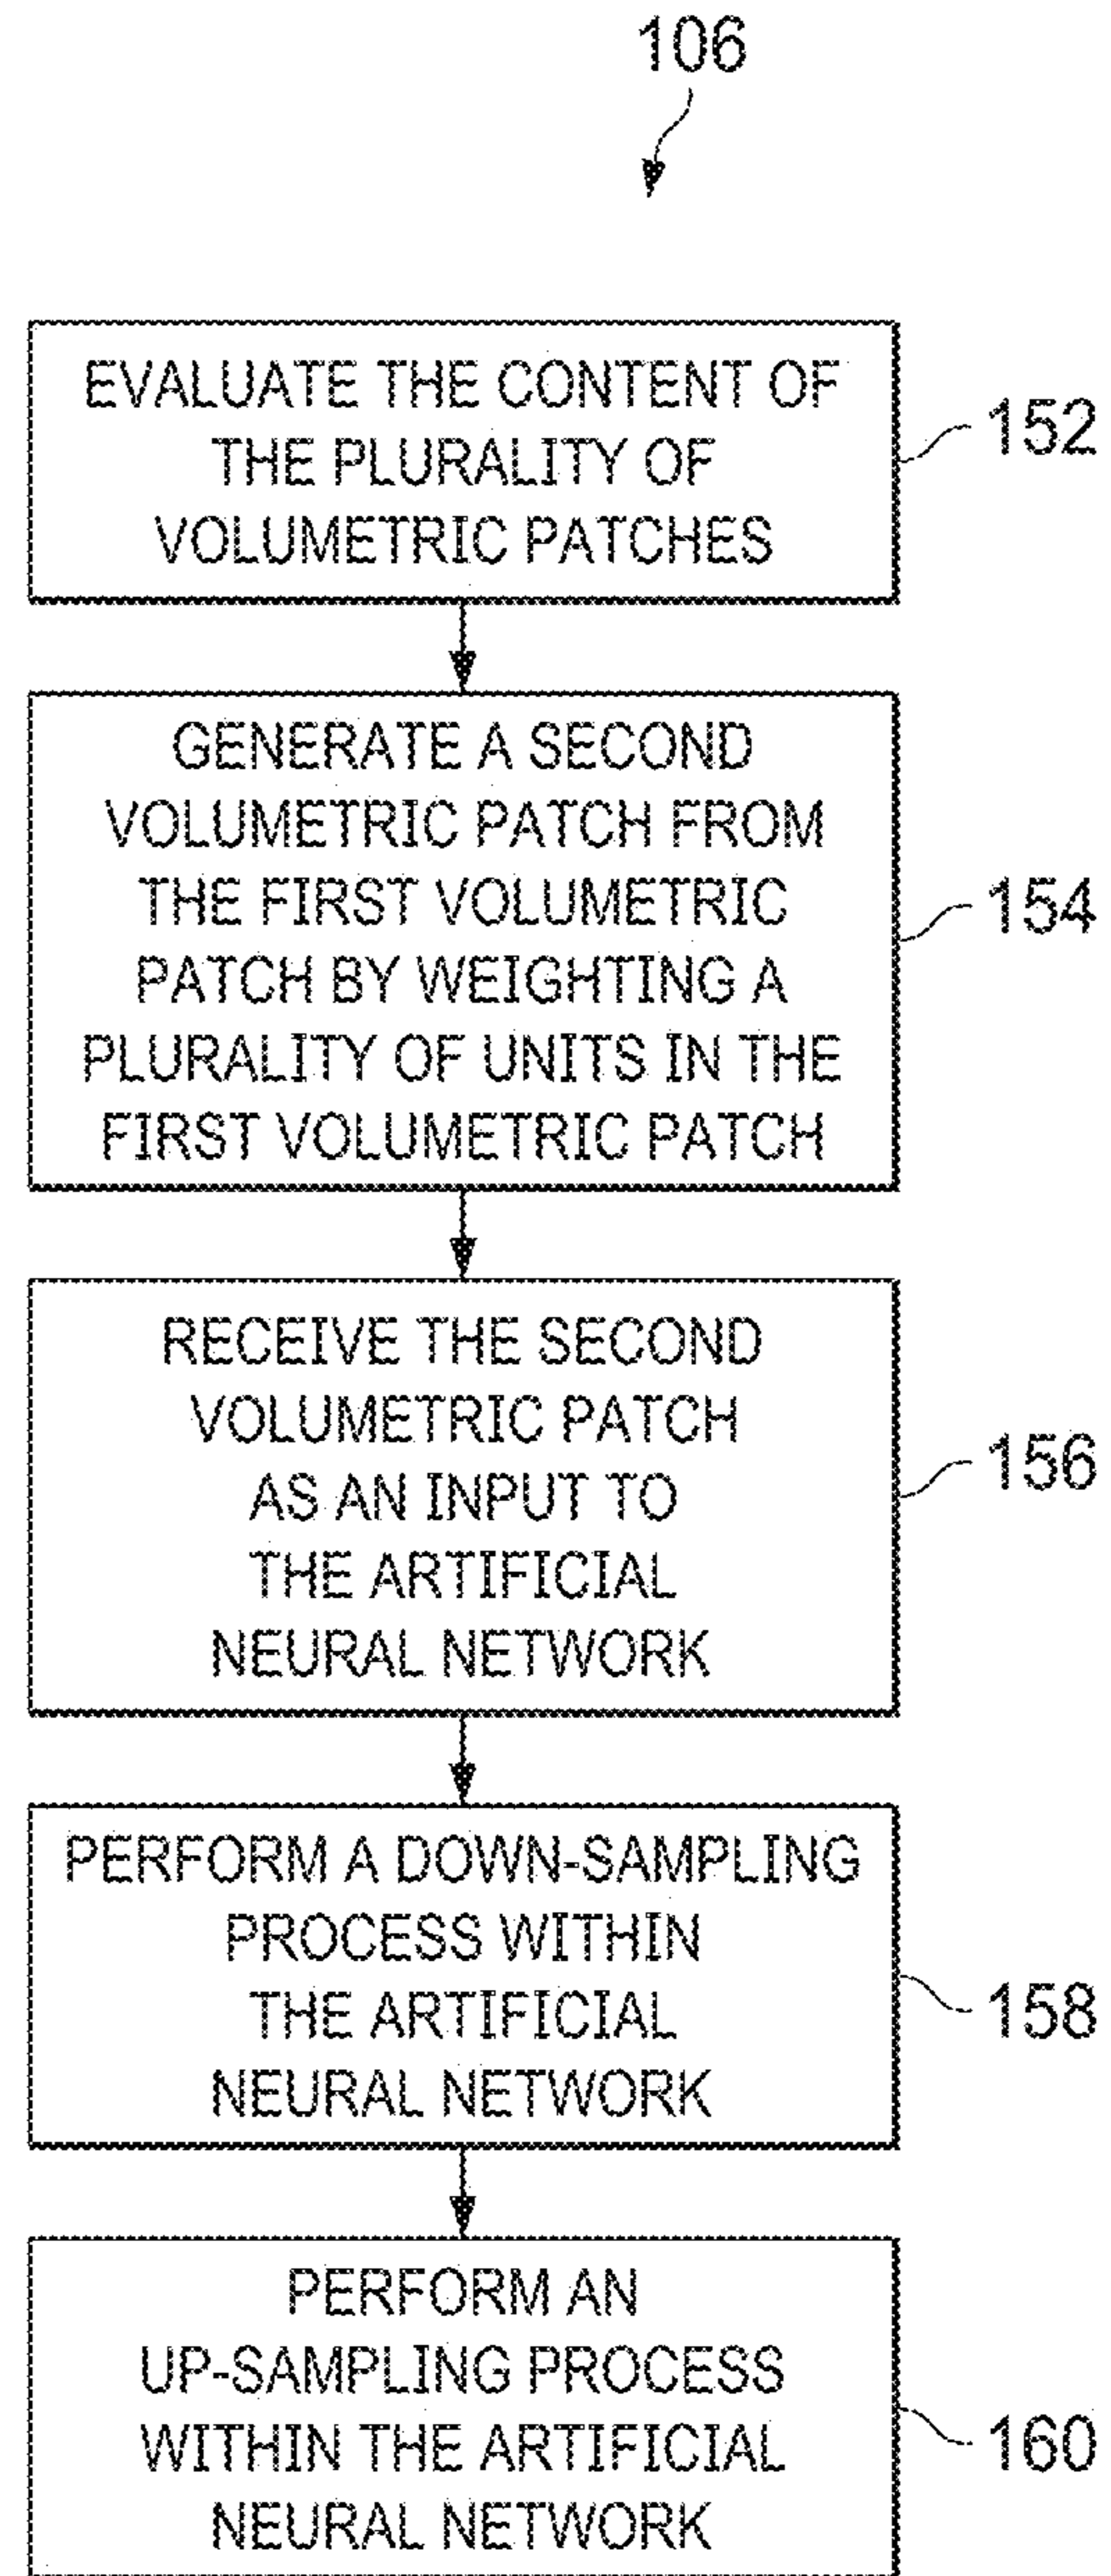 106
EVALUATE THE CONTENT OF
THE PLURALITY OF
VOLUMETRIC PATCHES
152
GENERATE A SECOND
VOLUMETRIC PATCH FROM
THE FIRST VOLUMETRIC
PATCH BY WEIGHTING A
PLURALITY OF UNITS IN THE
FIRST VOLUMETRIC PATCH
154
RECEIVE THE SECOND
VOLUMETRIC PATCH
AS AN INPUT TO
THE ARTIFICIAL
NEURAL NETWORK
156
PERFORM A DOWN-SAMPLING
PROCESS WITHIN
THE ARTIFICIAL
NEURAL NETWORK
158
PERFORM AN
UP-SAMPLING PROCESS
WITHIN THE ARTIFICIAL
NEURAL NETWORK
160